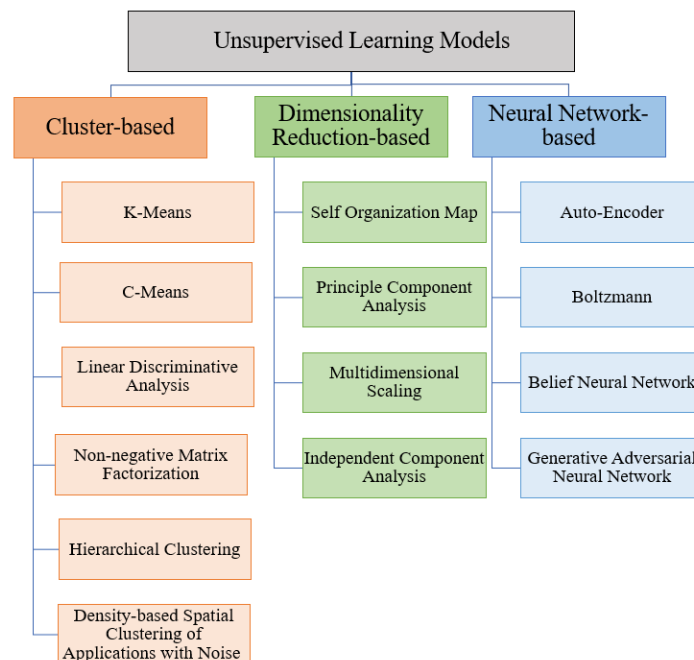 Unsupervised Learning Models
Cluster-based
Dimensionality
Reduction-based
Neural Network-
based
K-Means
C-Means
Linear Discriminative
Analysis
Non-negative Matrix
Factorization
Hierarchical Clustering
Density-based Spatial
Clustering of
Applications with Noise
Self Organization Map
Principle Component
Analysis
Multidimensional
Scaling
Independent Component
Analysis
Auto-Encoder
Boltzmann
Belief Neural Network
Generative Adversarial
Neural Network